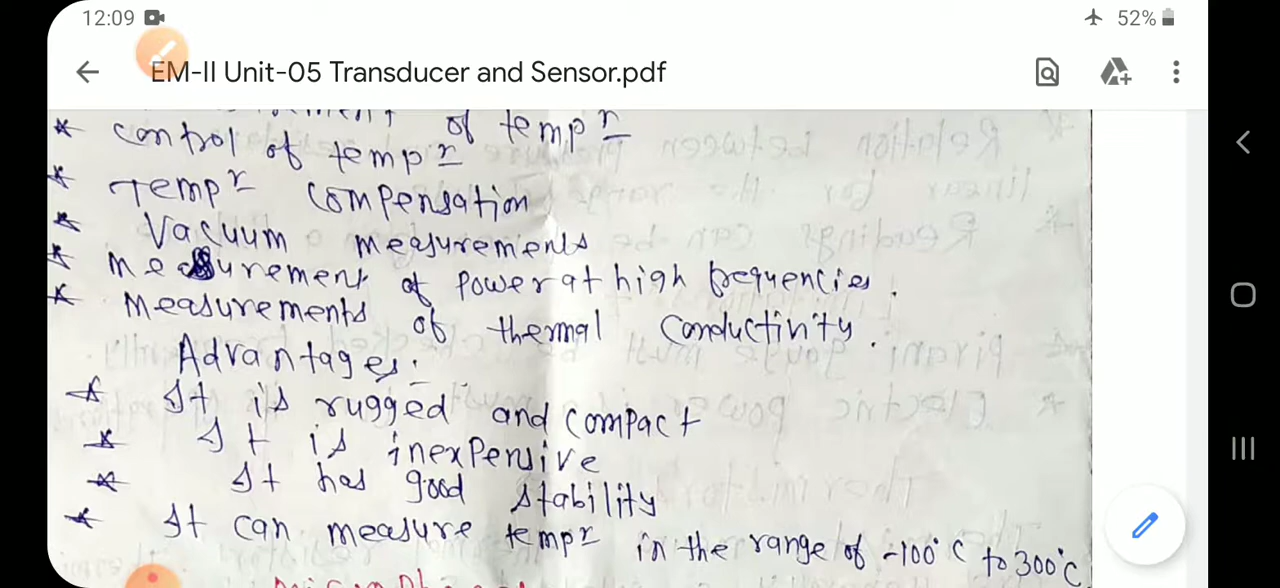 12:09
52%
EM-II Unit-05 Transducer and Sensor.pdf
of tempr
* control of tempr
* Tempr compensation
* Vacuum measurements
* Measurement of power at high frequencies.
* Measurements of thermal conductivity.
Advantages:
* It is rugged and compact
* It is inexpensive
* It has good stability
* It can measure tempr in the range of -100°C to 300°C